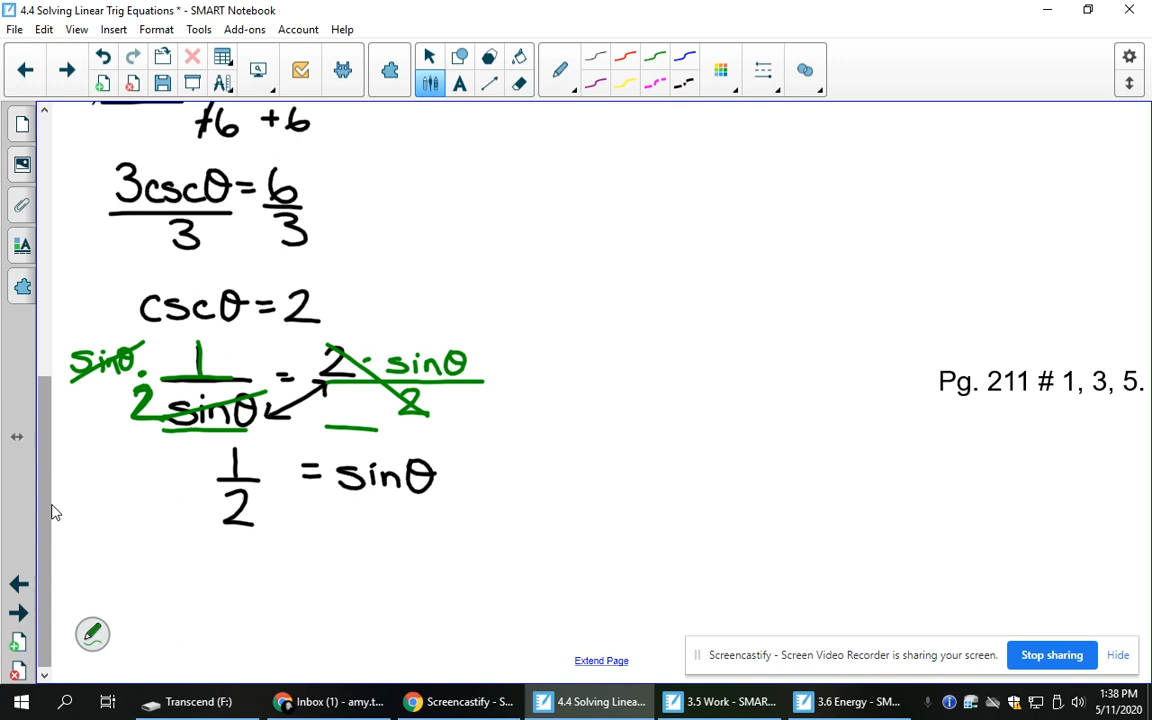 4.4 Solving Linear Trig Equations * - SMART Notebook
File Edit View Insert Format Tools Add-ons Account Help
+6 +6
3cscθ = 6
3 3
cscθ = 2
sinθ · 1 = 2 · sinθ
2 sinθ 2
1 = sinθ
2
Pg. 211 # 1, 3, 5.
Extend Page
Screencastify - Screen Video Recorder is sharing your screen. Stop sharing Hide
Transcend (F:) Inbox (1) - amy.t... Screencastify - S... 4.4 Solving Linea... 3.5 Work - SMAR... 3.6 Energy - SM... 1:38 PM
5/11/2020